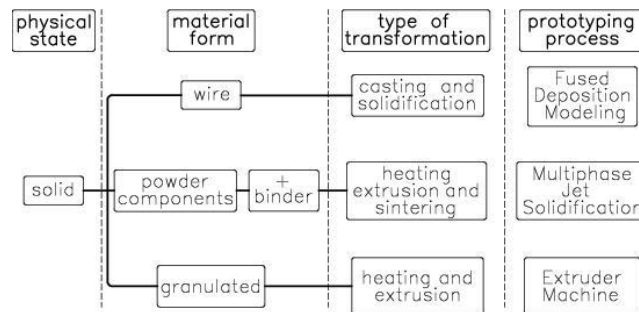 physical
state
material
form
type of
transformation
prototyping
process
wire
casting and
solidification
Fused
Deposition
Modeling
solid
powder
components
+
binder
heating
extrusion and
sintering
Multiphase
Jet
Solidification
granulated
heating and
extrusion
Extruder
Machine